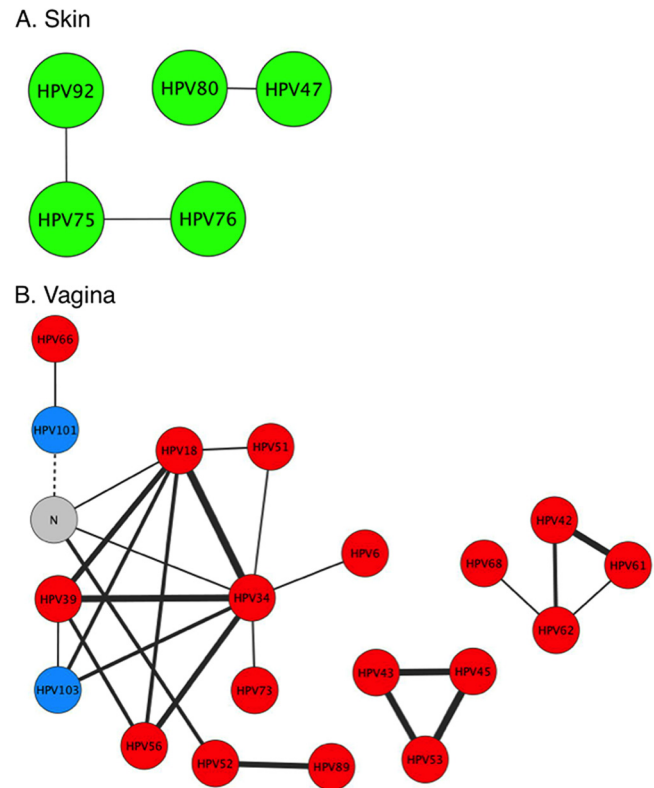 A. Skin
HPV92
HPV80
HPV47
HPV75
HPV76
B. Vagina
HPV66
HPV101
HPV18
HPV51
N
HPV42
HPV6
HPV68
HPV61
HPV39
HPV34
HPV62
HPV43
HPV45
HPV103
HPV73
HPV56
HPV52
HPV89
HPV53